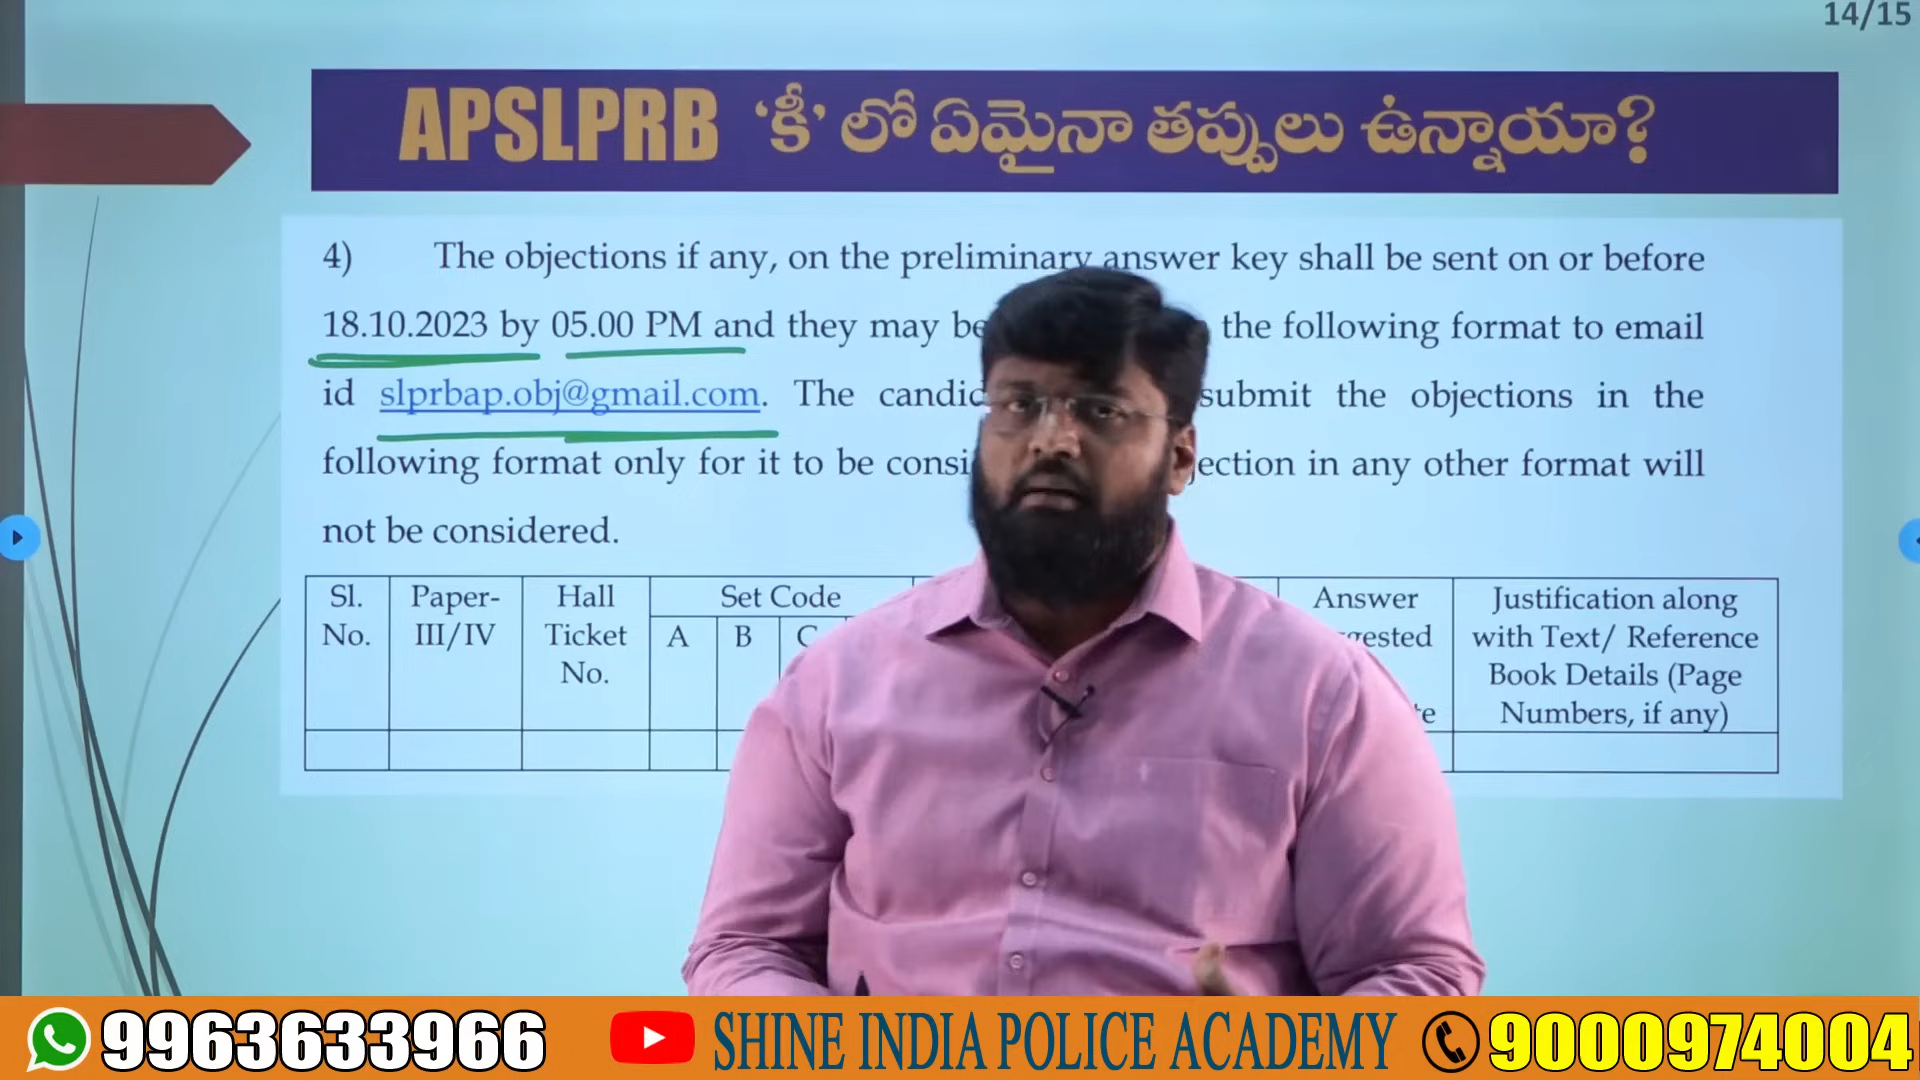 14/15
APSLPRB ‘కీ’ లో ఏమైనా తప్పులు ఉన్నాయా?
4) The objections if any, on the preliminary answer key shall be sent on or before
18.10.2023 by 05.00 PM and they may be the following format to email
id slprbap.obj@gmail.com. The submit the objections in the
following format only for it to be in any other format will
not be considered.
Sl. No.
Paper-III/IV
Hall Ticket No.
Set Code
A B C
Answer
Justification along with Text/ Reference Book Details (Page Numbers, if any)
9963633966 SHINE INDIA POLICE ACADEMY 9000974004